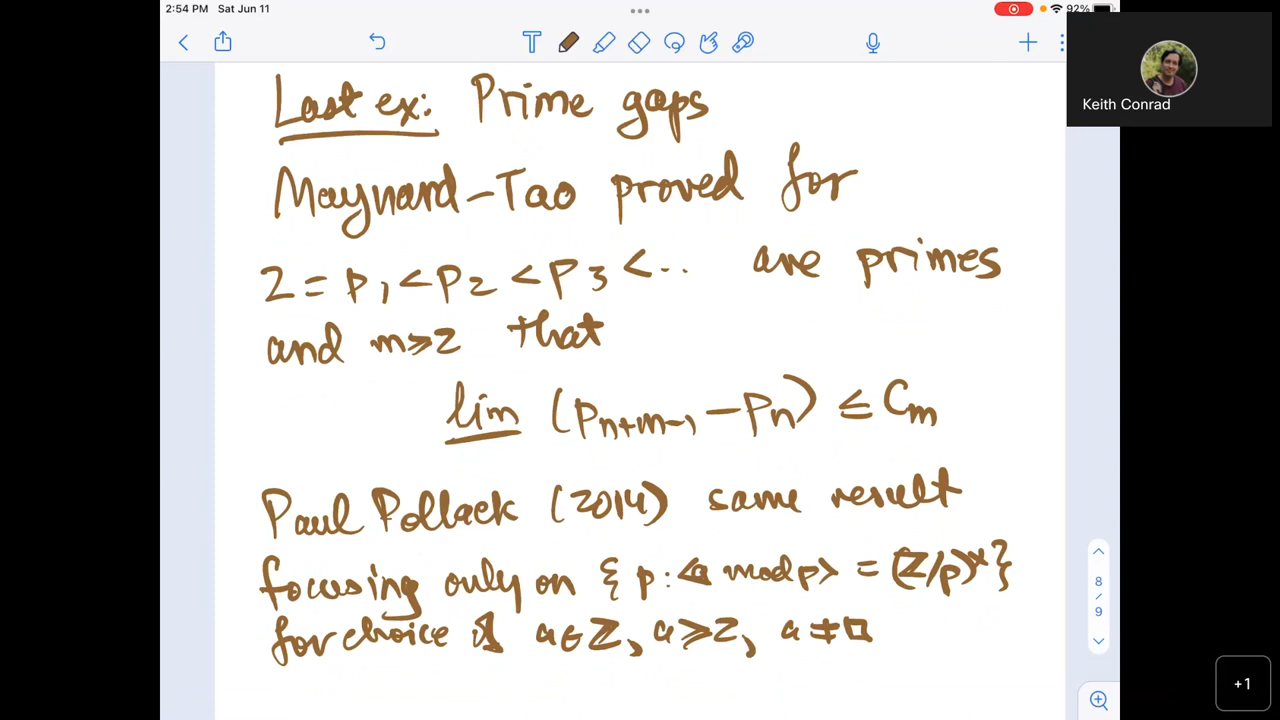 2:54 PM Sat Jun 11
92%
Keith Conrad
Last ex: Prime gaps
Maynard-Tao proved for
2 = p₁ < p₂ < p₃ < ... are primes
and m ≥ 2 that
lim (pₙ₊ₘ₋₁ - pₙ) ≤ Cₘ
Paul Pollack (2014) same result
focusing only on { p : <a mod p> = (ℤ/p)ˣ }
for choice of a ∈ ℤ, a ≥ 2, a ≠ □
8
/
9
+1